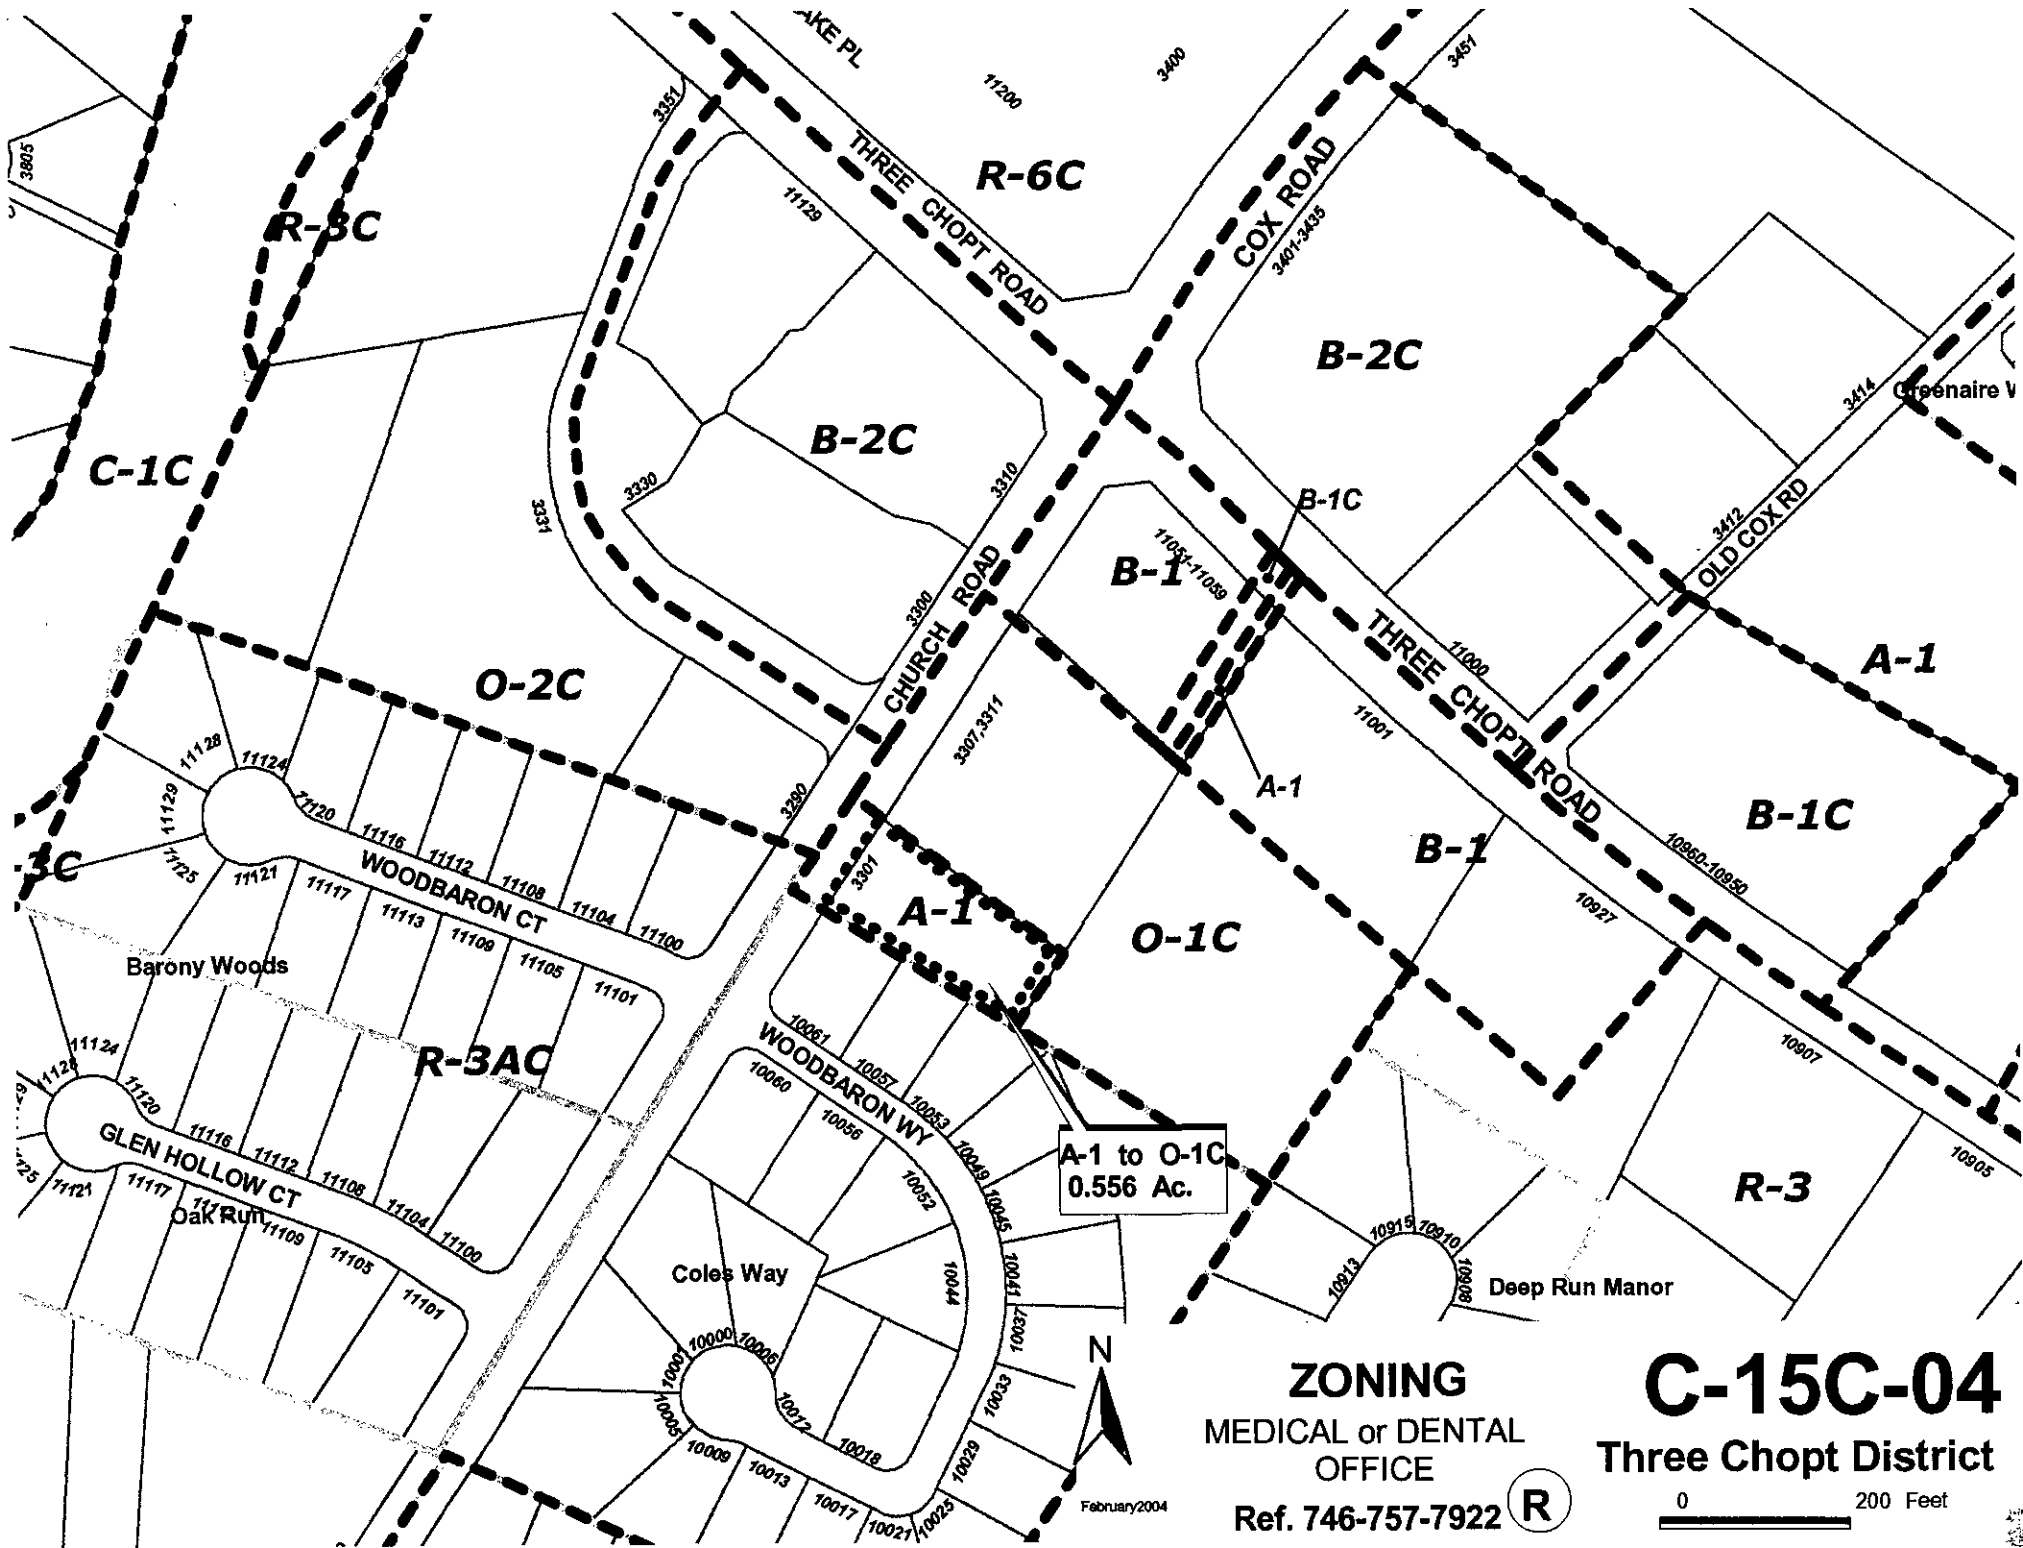 AKE PL
11200
3400
3451
3351
THREE CHOPT ROAD
R-6C
COX ROAD
3401-3435
3805
R-3C
11129
B-2C
3414
Greenaire W
C-1C
B-2C
3330
3331
3310
B-1C
3412
OLD COX RD
11051-11059
B-1
3300
CHURCH ROAD
O-2C
THREE CHOPT ROAD
11000
A-1
3307,3311
11001
A-1
11128
11124
11129
11120
11125
11121
11116
11112
11108
11104
11100
WOODBARON CT
11117
11113
11109
11105
11101
3290
3301
A-1
O-1C
B-1
B-1C
10960-10950
10927
-3C
Barony Woods
R-3AC
10061
10057
10053
WOODBARON WY
10060
10056
10052
10049
10045
10041
10044
10037
10033
10029
10025
10021
A-1 to O-1C
0.556 Ac.
10907
10905
R-3
11124
11120
11116
11112
11108
11104
11100
GLEN HOLLOW CT
11121
11117
11109
11105
11101
Oak Run
Coles Way
10000
10006
10001
10005
10009
10012
10013
10017
10018
10915
10910
10913
10908
Deep Run Manor
N
February2004
ZONING
MEDICAL or DENTAL
OFFICE
Ref. 746-757-7922
R
C-15C-04
Three Chopt District
0 200 Feet